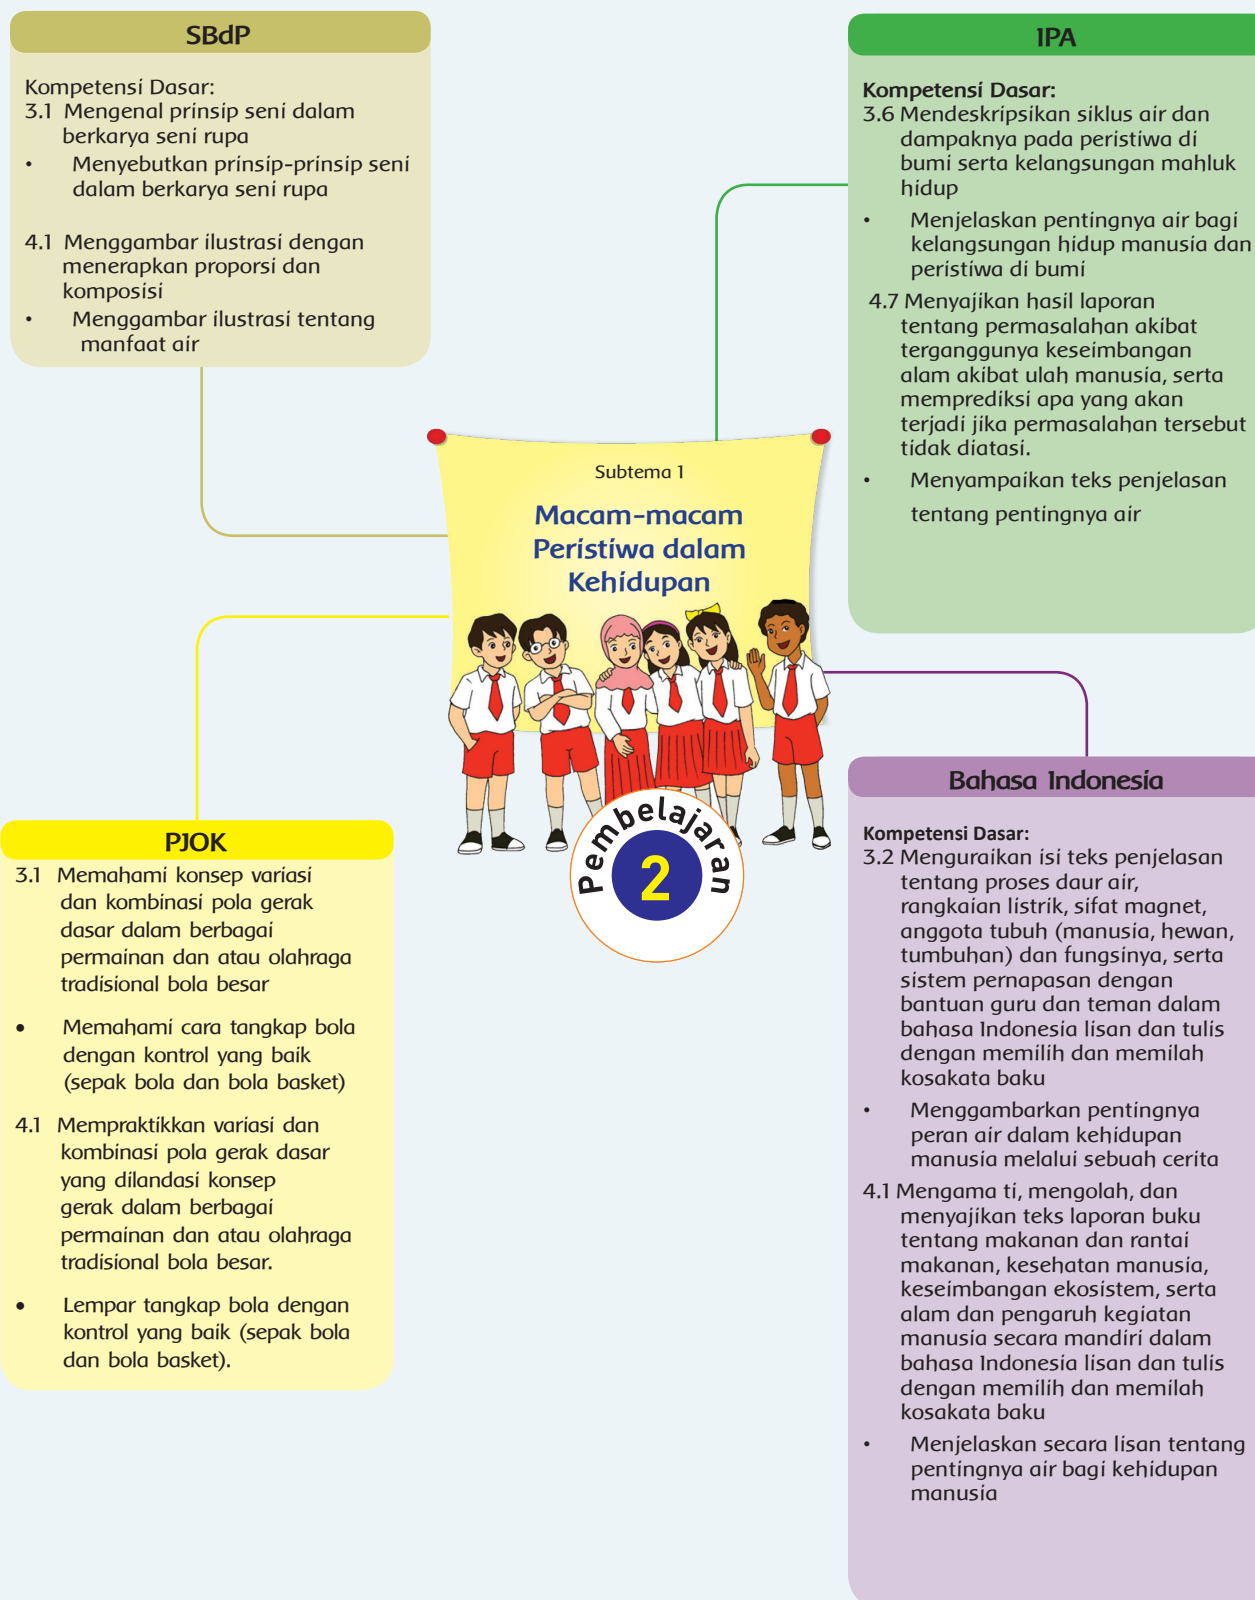 SBdP
Kompetensi Dasar:
3.1 Mengenal prinsip seni dalam
berkarya seni rupa
• Menyebutkan prinsip-prinsip seni
dalam berkarya seni rupa
4.1 Menggambar ilustrasi dengan
menerapkan proporsi dan
komposisi
• Menggambar ilustrasi tentang
manfaat air
IPA
Kompetensi Dasar:
3.6 Mendeskripsikan siklus air dan
dampaknya pada peristiwa di
bumi serta kelangsungan mahluk
hidup
• Menjelaskan pentingnya air bagi
kelangsungan hidup manusia dan
peristiwa di bumi
4.7 Menyajikan hasil laporan
tentang permasalahan akibat
terganggunya keseimbangan
alam akibat ulah manusia, serta
memprediksi apa yang akan
terjadi jika permasalahan tersebut
tidak diatasi.
• Menyampaikan teks penjelasan
tentang pentingnya air
Subtema 1
Macam-macam
Peristiwa dalam
Kehidupan
Pembelajaran
2
PJOK
3.1 Memahami konsep variasi
dan kombinasi pola gerak
dasar dalam berbagai
permainan dan atau olahraga
tradisional bola besar
• Memahami cara tangkap bola
dengan kontrol yang baik
(sepak bola dan bola basket)
4.1 Mempraktikkan variasi dan
kombinasi pola gerak dasar
yang dilandasi konsep
gerak dalam berbagai
permainan dan atau olahraga
tradisional bola besar.
• Lempar tangkap bola dengan
kontrol yang baik (sepak bola
dan bola basket).
Bahasa Indonesia
Kompetensi Dasar:
3.2 Menguraikan isi teks penjelasan
tentang proses daur air,
rangkaian listrik, sifat magnet,
anggota tubuh (manusia, hewan,
tumbuhan) dan fungsinya, serta
sistem pernapasan dengan
bantuan guru dan teman dalam
bahasa Indonesia lisan dan tulis
dengan memilih dan memilah
kosakata baku
• Menggambarkan pentingnya
peran air dalam kehidupan
manusia melalui sebuah cerita
4.1 Mengama ti, mengolah, dan
menyajikan teks laporan buku
tentang makanan dan rantai
makanan, kesehatan manusia,
keseimbangan ekosistem, serta
alam dan pengaruh kegiatan
manusia secara mandiri dalam
bahasa Indonesia lisan dan tulis
dengan memilih dan memilah
kosakata baku
• Menjelaskan secara lisan tentang
pentingnya air bagi kehidupan
manusia